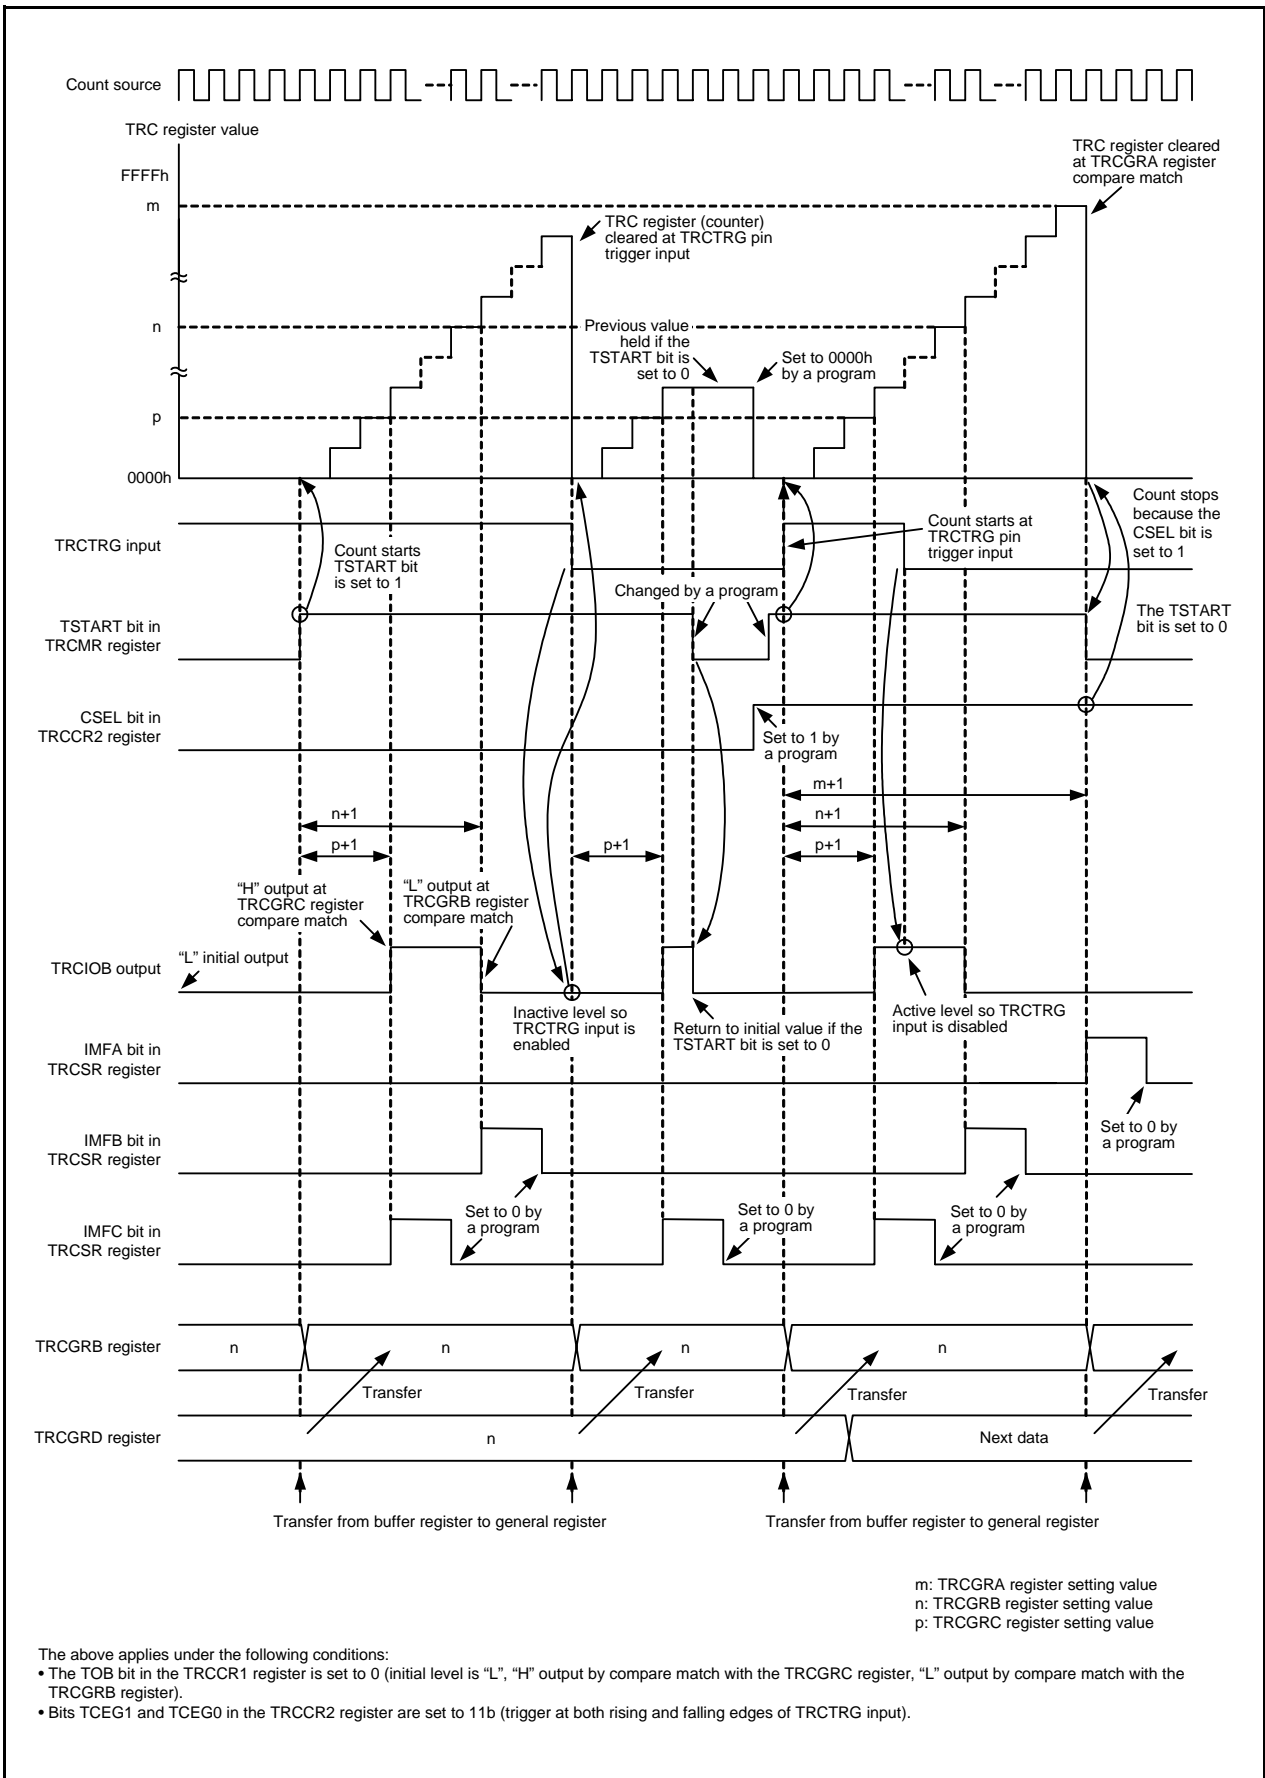 Count source
TRC register value
FFFFh
m
n
p
0000h
TRC register cleared
at TRCGRA register
compare match
TRC register (counter)
cleared at TRCTRG pin
trigger input
Previous value
held if the
TSTART bit is
set to 0
Set to 0000h
by a program
TRCTRG input
Count starts
TSTART bit
is set to 1
Count starts at
TRCTRG pin
trigger input
Count stops
because the
CSEL bit is
set to 1
Changed by a program
TSTART bit in
TRCMR register
The TSTART
bit is set to 0
CSEL bit in
TRCCR2 register
Set to 1 by
a program
m+1
n+1
n+1
p+1
p+1
p+1
“H” output at
TRCGRC register
compare match
“L” output at
TRCGRB register
compare match
“L” initial output
TRCIOB output
Inactive level so
TRCTRG input is
enabled
Return to initial value if the
TSTART bit is set to 0
Active level so TRCTRG
input is disabled
IMFA bit in
TRCSR register
Set to 0 by
a program
IMFB bit in
TRCSR register
Set to 0 by
a program
Set to 0 by
a program
Set to 0 by
a program
IMFC bit in
TRCSR register
TRCGRB register
n
n
n
n
Transfer
Transfer
Transfer
Transfer
TRCGRD register
n
Next data
Transfer from buffer register to general register
Transfer from buffer register to general register
m: TRCGRA register setting value
n: TRCGRB register setting value
p: TRCGRC register setting value
The above applies under the following conditions:
• The TOB bit in the TRCCR1 register is set to 0 (initial level is “L”, “H” output by compare match with the TRCGRC register, “L” output by compare match with the
TRCGRB register).
• Bits TCEG1 and TCEG0 in the TRCCR2 register are set to 11b (trigger at both rising and falling edges of TRCTRG input).